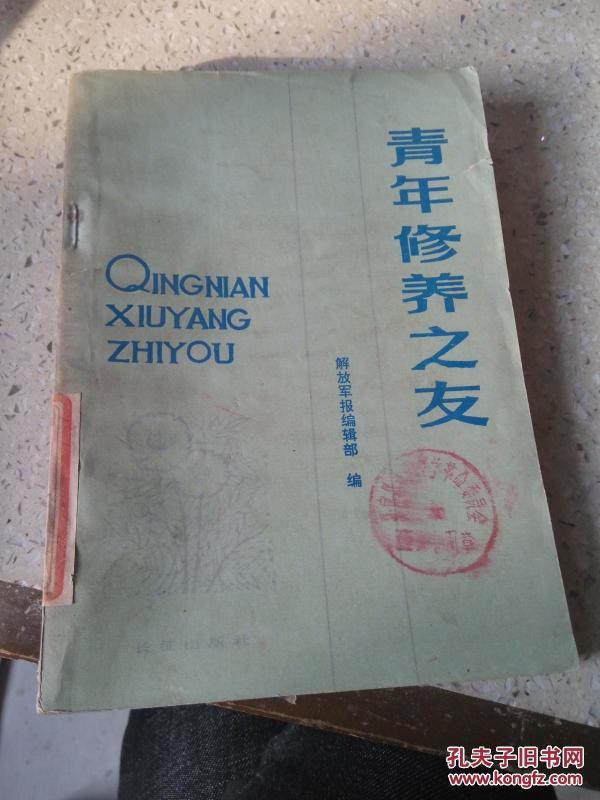 青年修养之友
QINGNIAN
XIUYANG
ZHIYOU
解放军报编辑部 编
长征出版社
孔夫子旧书网
www.kongfz.com